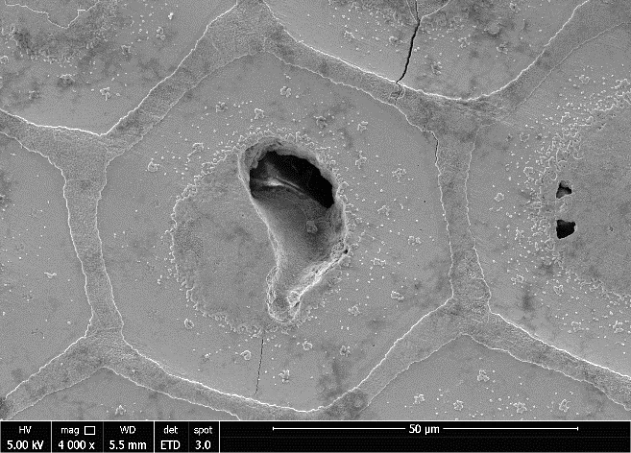 HV mag □ WD det spot
5.00 kV 4 000 x 5.5 mm ETD 3.0
50 µm